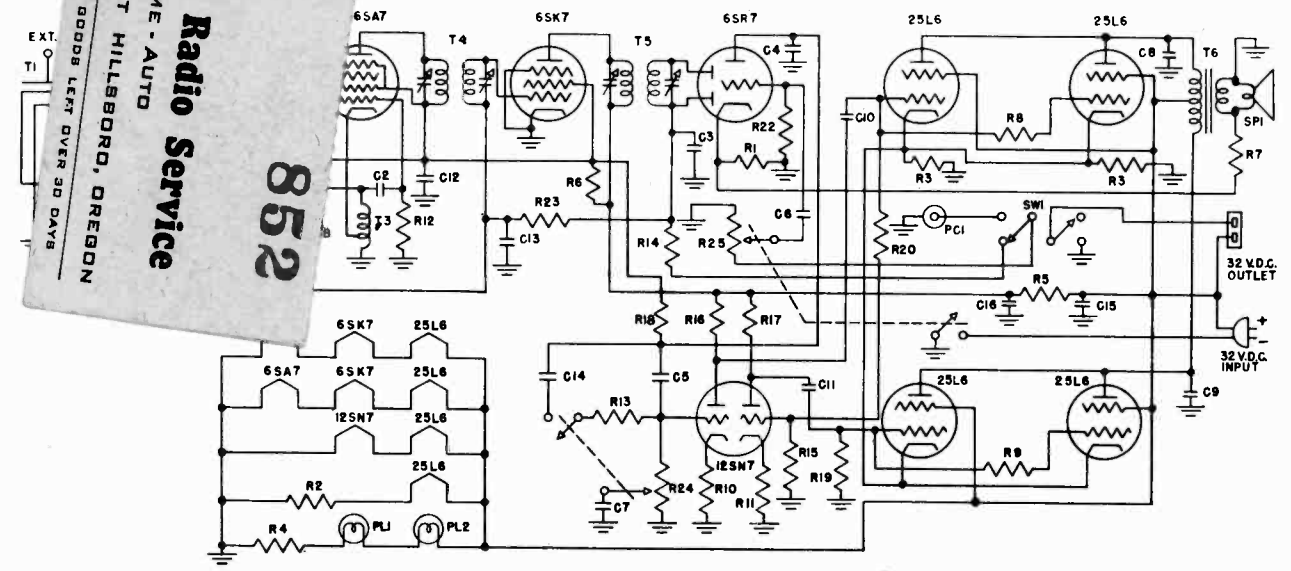 6SA7
6SK7
6SR7
25L6
25L6
EXT.
T1
T4
T5
C4
C8
T6
SP1
C10
R8
R22
C3
R1
R3
R3
R7
C12
R6
C2
T3
R12
R23
C13
R14
R25
C6
PC1
SW1
R20
32 V.D.C.
OUTLET
C16
R5
C15
R18
R16
R17
+
-
32 V.D.C.
INPUT
6SK7
25L6
6SA7
6SK7
25L6
12SN7
25L6
25L6
R2
R4
PL1
PL2
C14
C5
R13
C11
25L6
25L6
C9
12SN7
R15
R19
R9
R24
R10
R11
C7
Radio Service
ME - AUTO
T HILLSBORO, OREGON
GOODS LEFT OVER 30 DAYS
852